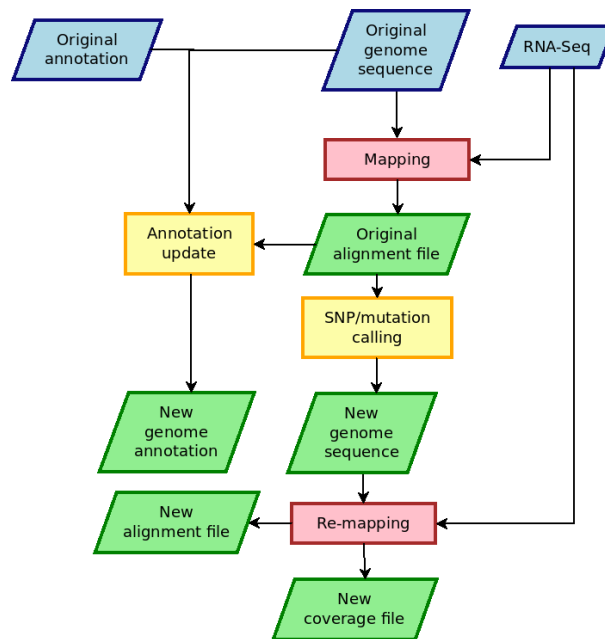 Original
annotation
Original
genome
sequence
RNA-Seq
Mapping
Annotation
update
Original
alignment file
SNP/mutation
calling
New
genome
annotation
New
genome
sequence
New
alignment file
Re-mapping
New
coverage file